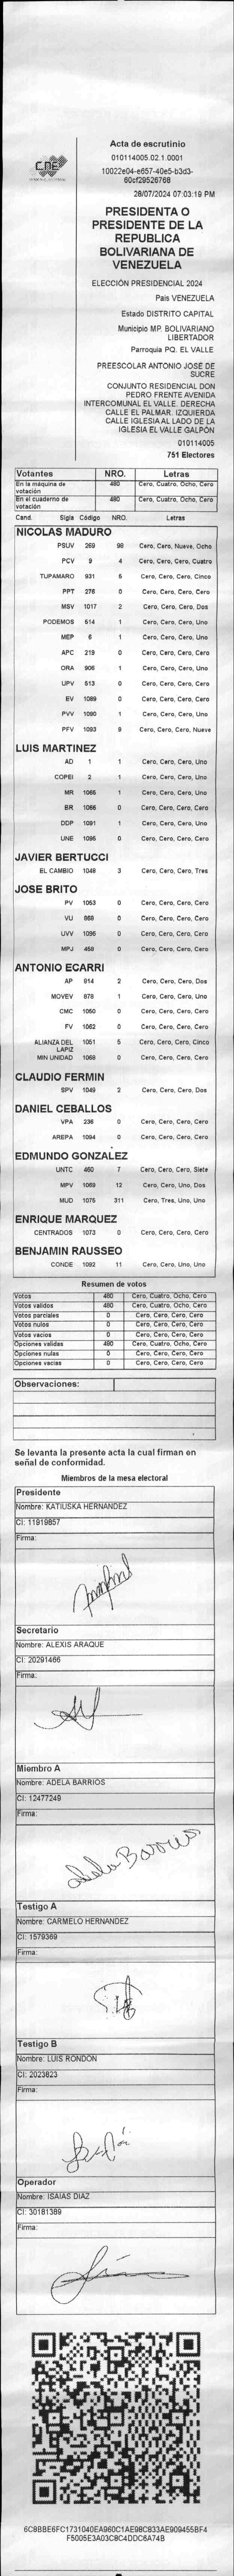 CNE
Acta de escrutinio
010114005.02.1.0001
10022e04-e657-40e5-b3d3-
60cf29526768
28/07/2024 07:03:19 PM
PRESIDENTA O
PRESIDENTE DE LA
REPUBLICA
BOLIVARIANA DE
VENEZUELA
ELECCIÓN PRESIDENCIAL 2024
País VENEZUELA
Estado DISTRITO CAPITAL
Municipio MP. BOLIVARIANO
LIBERTADOR
Parroquia PQ. EL VALLE
PREESCOLAR ANTONIO JOSE DE
SUCRE
CONJUNTO RESIDENCIAL DON
PEDRO FRENTE AVENIDA
INTERCOMUNAL EL VALLE. DERECHA
CALLE EL PALMAR. IZQUIERDA
CALLE IGLESIA AL LADO DE LA
IGLESIA EL VALLE GALPÓN
010114005
751 Electores
Votantes NRO. Letras
En la máquina de votación 480 Cero, Cuatro, Ocho, Cero
En el cuaderno de votación 480 Cero, Cuatro, Ocho, Cero
Cand. Sigla Código NRO. Letras
NICOLAS MADURO
PSUV 269 98 Cero, Cero, Nueve, Ocho
PCV 9 4 Cero, Cero, Cero, Cuatro
TUPAMARO 931 5 Cero, Cero, Cero, Cinco
PPT 276 0 Cero, Cero, Cero, Cero
MSV 1017 2 Cero, Cero, Cero, Dos
PODEMOS 514 1 Cero, Cero, Cero, Uno
MEP 6 1 Cero, Cero, Cero, Uno
APC 219 0 Cero, Cero, Cero, Cero
ORA 906 1 Cero, Cero, Cero, Uno
UPV 513 0 Cero, Cero, Cero, Cero
EV 1089 0 Cero, Cero, Cero, Cero
PVV 1090 1 Cero, Cero, Cero, Uno
PFV 1093 9 Cero, Cero, Cero, Nueve
LUIS MARTINEZ
AD 1 1 Cero, Cero, Cero, Uno
COPEI 2 1 Cero, Cero, Cero, Uno
MR 1065 1 Cero, Cero, Cero, Uno
BR 1066 0 Cero, Cero, Cero, Cero
DDP 1091 1 Cero, Cero, Cero, Uno
UNE 1095 0 Cero, Cero, Cero, Cero
JAVIER BERTUCCI
EL CAMBIO 1048 3 Cero, Cero, Cero, Tres
JOSE BRITO
PV 1053 0 Cero, Cero, Cero, Cero
VU 868 0 Cero, Cero, Cero, Cero
UVV 1096 0 Cero, Cero, Cero, Cero
MPJ 458 0 Cero, Cero, Cero, Cero
ANTONIO ECARRI
AP 814 2 Cero, Cero, Cero, Dos
MOVEV 878 1 Cero, Cero, Cero, Uno
CMC 1050 0 Cero, Cero, Cero, Cero
FV 1062 0 Cero, Cero, Cero, Cero
ALIANZA DEL LAPIZ 1051 5 Cero, Cero, Cero, Cinco
MIN UNIDAD 1068 0 Cero, Cero, Cero, Cero
CLAUDIO FERMIN
SPV 1049 2 Cero, Cero, Cero, Dos
DANIEL CEBALLOS
VPA 236 0 Cero, Cero, Cero, Cero
AREPA 1094 0 Cero, Cero, Cero, Cero
EDMUNDO GONZALEZ
UNTC 460 7 Cero, Cero, Cero, Siete
MPV 1069 12 Cero, Cero, Uno, Dos
MUD 1075 311 Cero, Tres, Uno, Uno
ENRIQUE MARQUEZ
CENTRADOS 1073 0 Cero, Cero, Cero, Cero
BENJAMIN RAUSSEO
CONDE 1092 11 Cero, Cero, Uno, Uno
Resumen de votos
Votos 480 Cero, Cuatro, Ocho, Cero
Votos validos 480 Cero, Cuatro, Ocho, Cero
Votos parciales 0 Cero, Cero, Cero, Cero
Votos nulos 0 Cero, Cero, Cero, Cero
Votos vacios 0 Cero, Cero, Cero, Cero
Opciones validas 480 Cero, Cuatro, Ocho, Cero
Opciones nulas 0 Cero, Cero, Cero, Cero
Opciones vacias 0 Cero, Cero, Cero, Cero
Observaciones:
Se levanta la presente acta la cual firman en
señal de conformidad.
Miembros de la mesa electoral
Presidente
Nombre: KATIUSKA HERNANDEZ
CI: 11919857
Firma:
Secretario
Nombre: ALEXIS ARAQUE
CI: 20291466
Firma:
Miembro A
Nombre: ADELA BARRIOS
CI: 12477249
Firma:
Adela Barrios
Testigo A
Nombre: CARMELO HERNANDEZ
CI: 1579369
Firma:
Testigo B
Nombre: LUIS RONDON
CI: 2023823
Firma:
Operador
Nombre: ISAIAS DIAZ
CI: 30181389
Firma:
6C8BBE6FC1731040EA960C1AE98C833AE909455BF4
F5005E3A03C8C4DDC6A74B